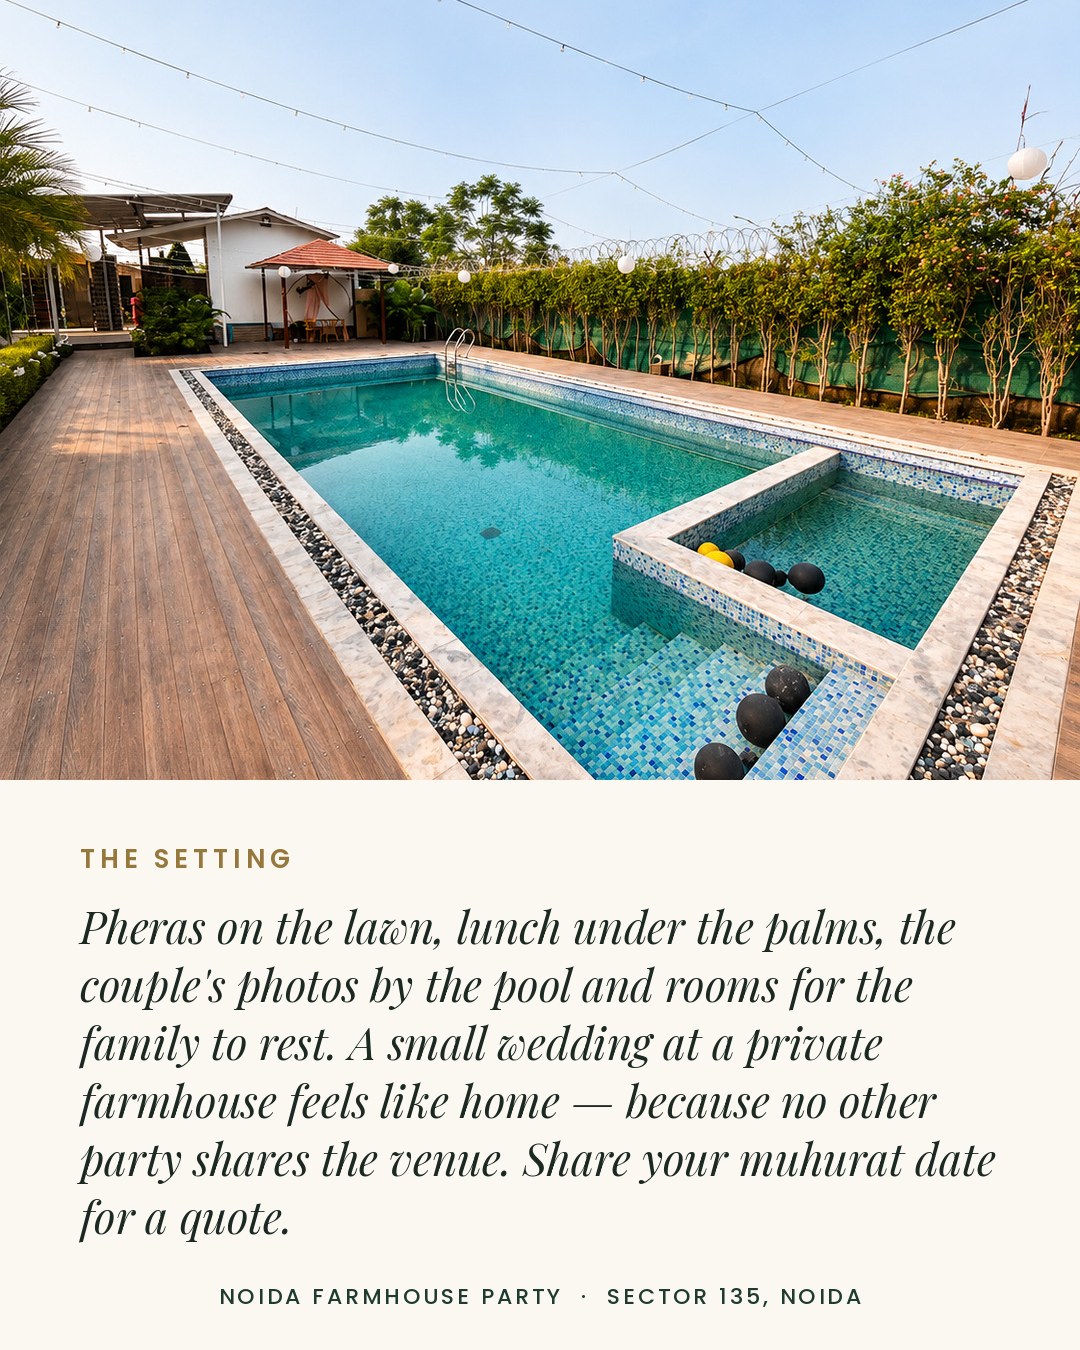 THE SETTING
Pheras on the lawn, lunch under the palms, the
couple's photos by the pool and rooms for the
family to rest. A small wedding at a private
farmhouse feels like home — because no other
party shares the venue. Share your muhurat date
for a quote.
NOIDA FARMHOUSE PARTY · SECTOR 135, NOIDA